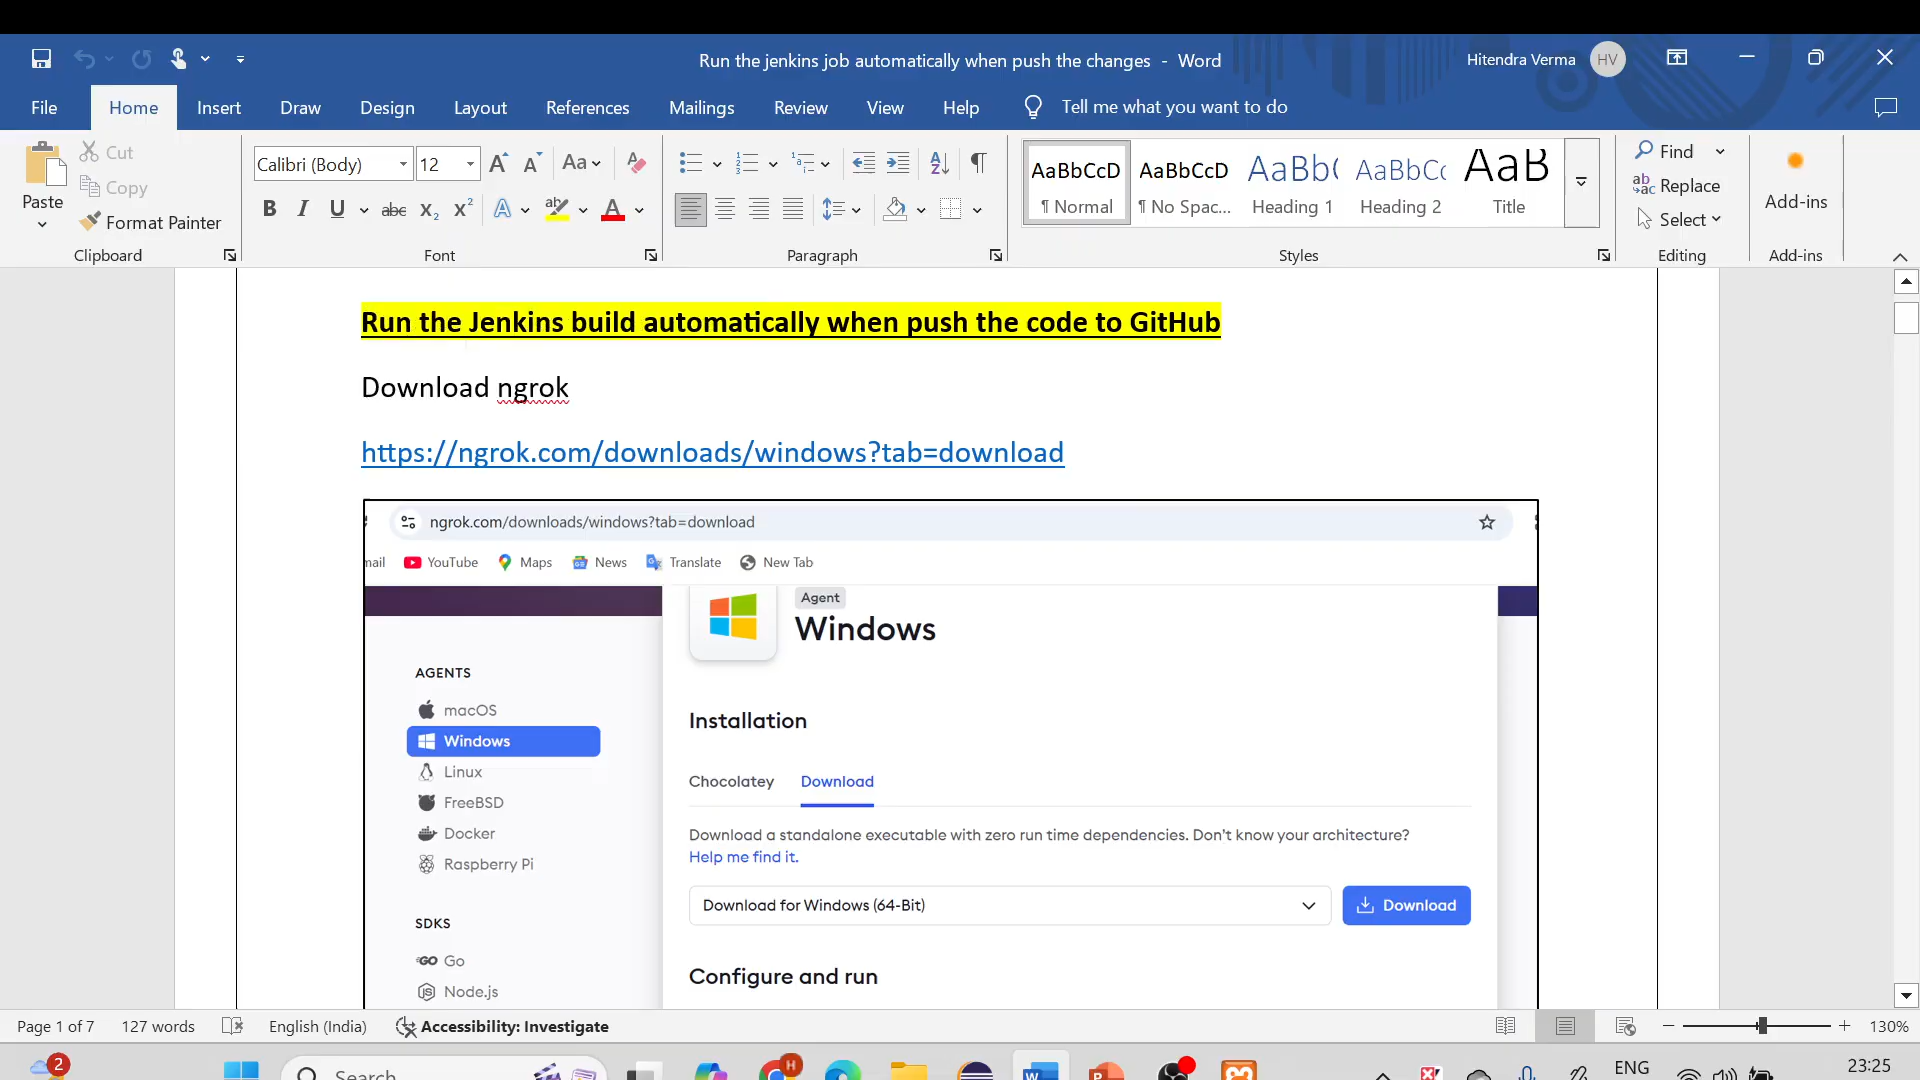 Run the jenkins job automatically when push the changes - Word
Hitendra Verma
HV
File
Home
Insert
Draw
Design
Layout
References
Mailings
Review
View
Help
Tell me what you want to do
Paste
Cut
Copy
Format Painter
Clipboard
Calibri (Body)
12
Font
Paragraph
AaBbCcD
¶ Normal
AaBbCcD
¶ No Spac...
AaBb(
Heading 1
AaBbCc
Heading 2
AaB
Title
Styles
Find
Replace
Select
Editing
Add-ins
Add-ins
Run the Jenkins build automatically when push the code to GitHub
Download ngrok
https://ngrok.com/downloads/windows?tab=download
ngrok.com/downloads/windows?tab=download
mail
YouTube
Maps
News
Translate
New Tab
Agent
Windows
AGENTS
macOS
Windows
Linux
FreeBSD
Docker
Raspberry Pi
SDKS
Go
Node.js
Installation
Chocolatey
Download
Download a standalone executable with zero run time dependencies. Don't know your architecture?
Help me find it.
Download for Windows (64-Bit)
Download
Configure and run
Page 1 of 7
127 words
English (India)
Accessibility: Investigate
130%
2
Search
H
ENG
23:25